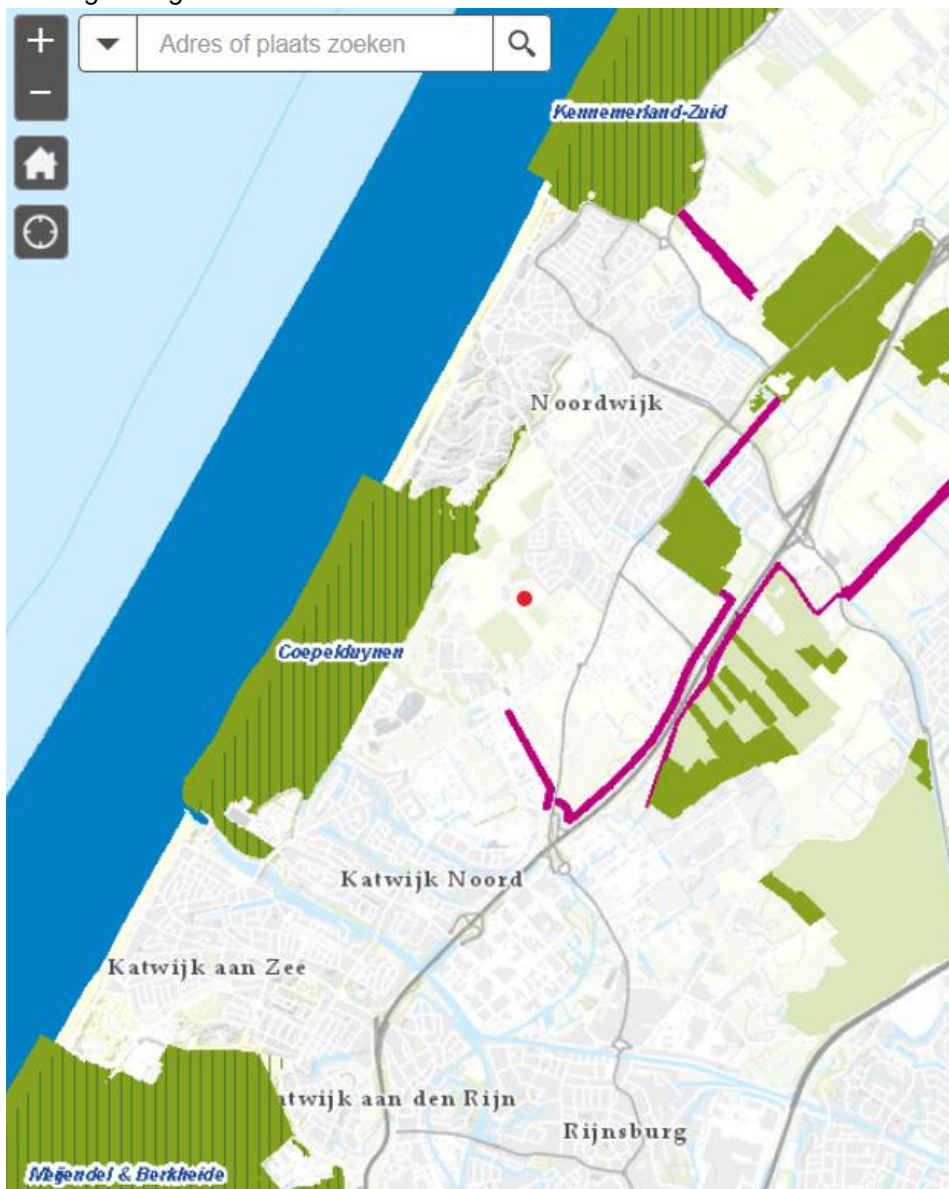 Adres of plaats zoeken
Kennemerland-Zuid
Noordwijk
Coepelduynen
Katwijk Noord
Katwijk aan Zee
atwijk aan den Rijn
Rijnsburg
Meijendel & Berkheide